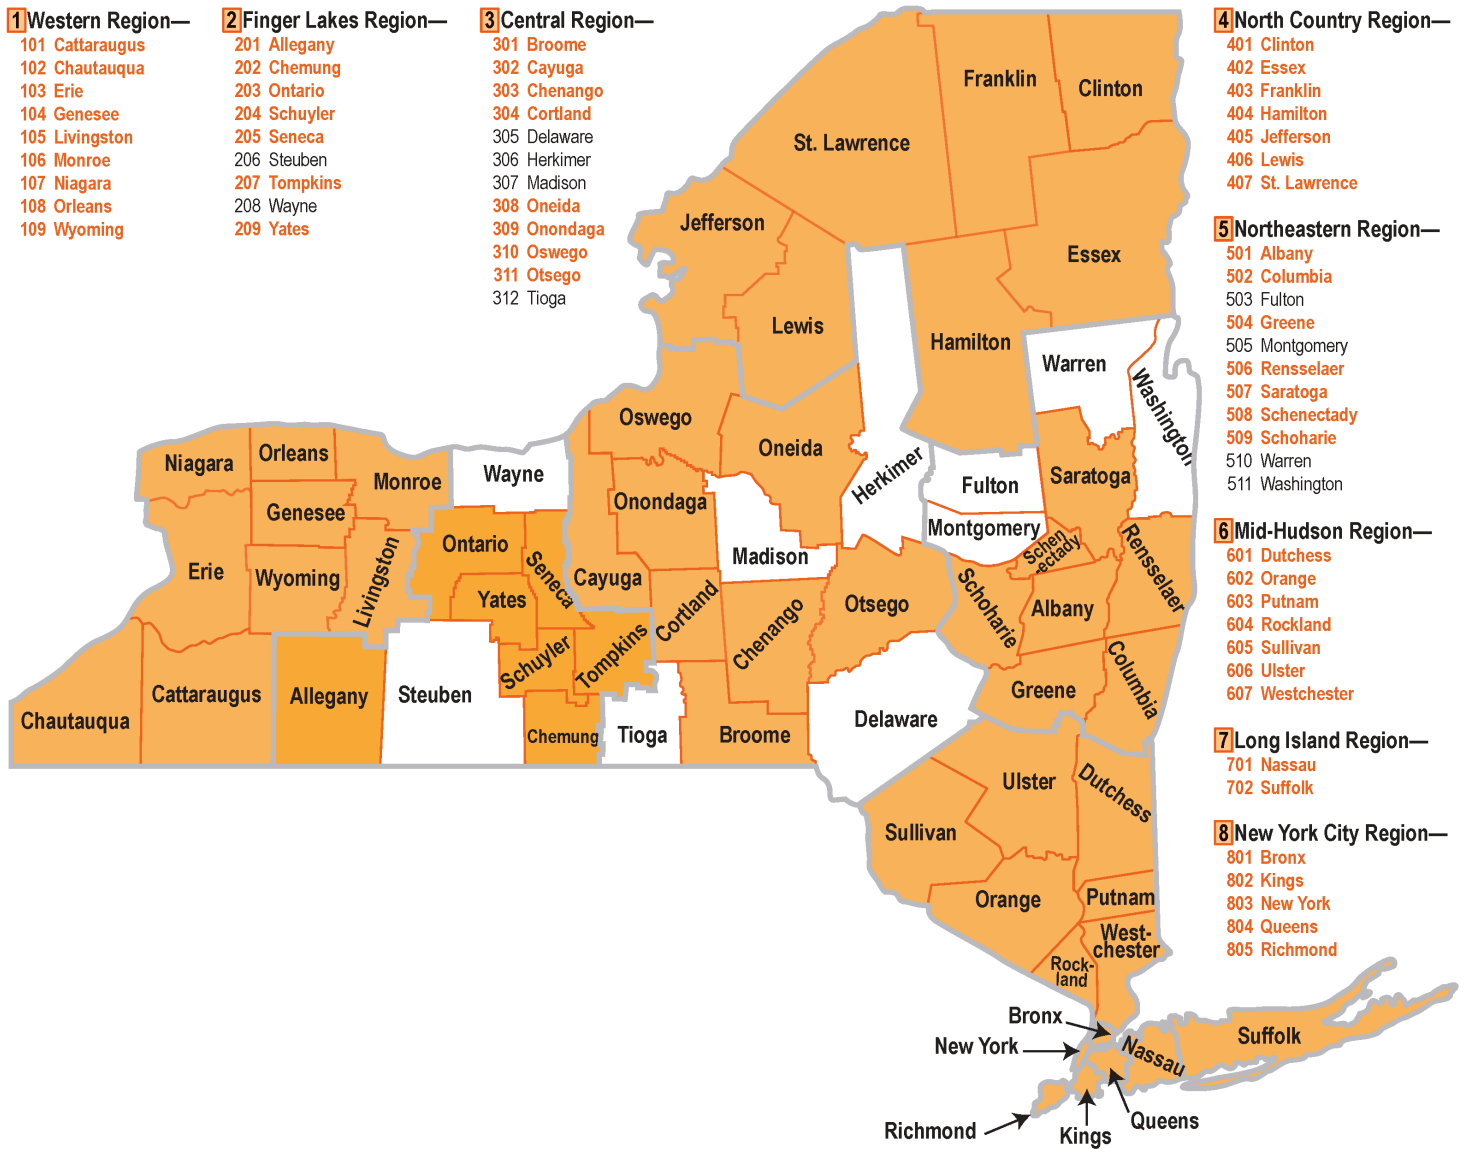 1 Western Region—
101 Cattaraugus
102 Chautauqua
103 Erie
104 Genesee
105 Livingston
106 Monroe
107 Niagara
108 Orleans
109 Wyoming
2 Finger Lakes Region—
201 Allegany
202 Chemung
203 Ontario
204 Schuyler
205 Seneca
206 Steuben
207 Tompkins
208 Wayne
209 Yates
3 Central Region—
301 Broome
302 Cayuga
303 Chenango
304 Cortland
305 Delaware
306 Herkimer
307 Madison
308 Oneida
309 Onondaga
310 Oswego
311 Otsego
312 Tioga
4 North Country Region—
401 Clinton
402 Essex
403 Franklin
404 Hamilton
405 Jefferson
406 Lewis
407 St. Lawrence
5 Northeastern Region—
501 Albany
502 Columbia
503 Fulton
504 Greene
505 Montgomery
506 Rensselaer
507 Saratoga
508 Schenectady
509 Schoharie
510 Warren
511 Washington
6 Mid-Hudson Region—
601 Dutchess
602 Orange
603 Putnam
604 Rockland
605 Sullivan
606 Ulster
607 Westchester
7 Long Island Region—
701 Nassau
702 Suffolk
8 New York City Region—
801 Bronx
802 Kings
803 New York
804 Queens
805 Richmond
Franklin
Clinton
St. Lawrence
Jefferson
Essex
Lewis
Hamilton
Warren
Washington
Oswego
Oneida
Herkimer
Niagara
Orleans
Monroe
Wayne
Onondaga
Saratoga
Fulton
Genesee
Montgomery
Ontario
Seneca
Madison
Schen
-ectady
Rensselaer
Erie
Wyoming
Livingston
Cayuga
Yates
Cortland
Chenango
Otsego
Schoharie
Albany
Schuyler
Tompkins
Chautauqua
Cattaraugus
Allegany
Steuben
Greene
Columbia
Chemung
Tioga
Broome
Delaware
Ulster
Dutchess
Sullivan
Orange
Putnam
West-
chester
Rock-
land
Bronx
New York
Nassau
Suffolk
Richmond
Kings
Queens